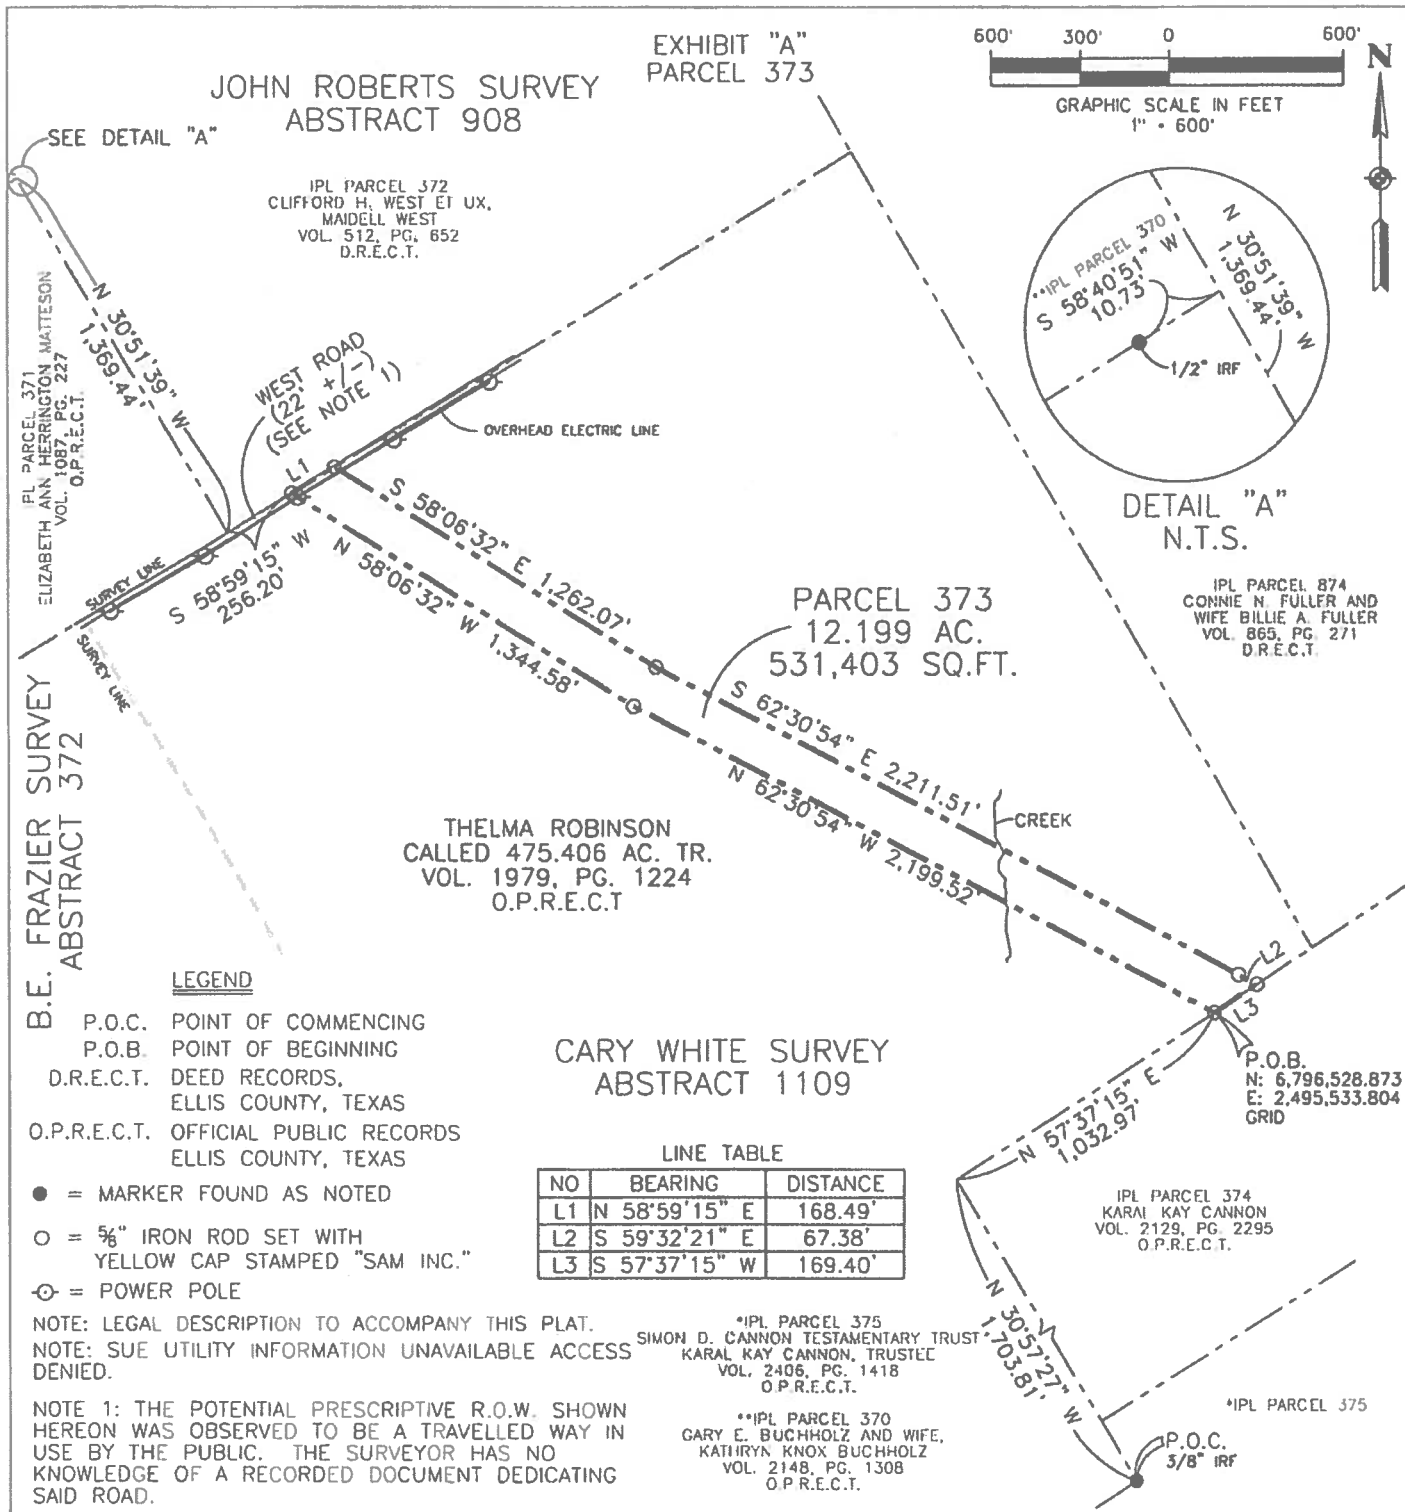 EXHIBIT "A"
PARCEL 373
600' 300' 0 600'
N
GRAPHIC SCALE IN FEET
1" • 600'
JOHN ROBERTS SURVEY
ABSTRACT 908
SEE DETAIL "A"
IPL PARCEL 372
CLIFFORD H. WEST ET UX,
MAIDELL WEST
VOL. 512, PG. 652
D.R.E.C.T.
**IPL PARCEL 370
S 58°40'51" W
10.73'
N 30°51'39" W
1,369.44'
1/2" IRF
DETAIL "A"
N.T.S.
IPL PARCEL 371
ELIZABETH ANN HERRINGTON MATTESON
VOL. 1087, PG. 227
O.P.R.E.C.T.
N 30°51'39" W
1,369.44'
WEST ROAD
(22' +/-)
(SEE NOTE 1)
OVERHEAD ELECTRIC LINE
L1
SURVEY LINE
S 58°59'15" W
256.20'
SURVEY LINE
S 58°06'32" E 1,262.07'
N 58°06'32" W 1,344.58'
PARCEL 373
12.199 AC.
531,403 SQ.FT.
IPL PARCEL 874
CONNIE N. FULLER AND
WIFE BILLIE A. FULLER
VOL. 865, PG. 271
D.R.E.C.T.
S 62°30'54" E 2,211.51'
N 62°30'54" W 2,199.52'
CREEK
B.E. FRAZIER SURVEY
ABSTRACT 372
THELMA ROBINSON
CALLED 475.406 AC. TR.
VOL. 1979, PG. 1224
O.P.R.E.C.T
L2
L3
P.O.B.
N: 6,796,528.873
E: 2,495,533.804
GRID
LEGEND
P.O.C. POINT OF COMMENCING
P.O.B. POINT OF BEGINNING
D.R.E.C.T. DEED RECORDS,
ELLIS COUNTY, TEXAS
O.P.R.E.C.T. OFFICIAL PUBLIC RECORDS
ELLIS COUNTY, TEXAS
● = MARKER FOUND AS NOTED
○ = 5/8" IRON ROD SET WITH
YELLOW CAP STAMPED "SAM INC."
= POWER POLE
CARY WHITE SURVEY
ABSTRACT 1109
LINE TABLE
NO BEARING DISTANCE
L1 N 58°59'15" E 168.49'
L2 S 59°32'21" E 67.38'
L3 S 57°37'15" W 169.40'
N 57°37'15" E
1,032.97'
IPL PARCEL 374
KARAL KAY CANNON
VOL. 2129, PG. 2295
O.P.R.E.C.T.
N 30°57'27" W
1,703.81'
*IPL PARCEL 375
P.O.C.
3/8" IRF
NOTE: LEGAL DESCRIPTION TO ACCOMPANY THIS PLAT.
NOTE: SUE UTILITY INFORMATION UNAVAILABLE ACCESS
DENIED.
NOTE 1: THE POTENTIAL PRESCRIPTIVE R.O.W. SHOWN
HEREON WAS OBSERVED TO BE A TRAVELLED WAY IN
USE BY THE PUBLIC. THE SURVEYOR HAS NO
KNOWLEDGE OF A RECORDED DOCUMENT DEDICATING
SAID ROAD.
*IPL PARCEL 375
SIMON D. CANNON TESTAMENTARY TRUST
KARAL KAY CANNON, TRUSTEE
VOL. 2406, PG. 1418
O.P.R.E.C.T.
**IPL PARCEL 370
GARY E. BUCHHOLZ AND WIFE,
KATHRYN KNOX BUCHHOLZ
VOL. 2148, PG. 1308
O.P.R.E.C.T.